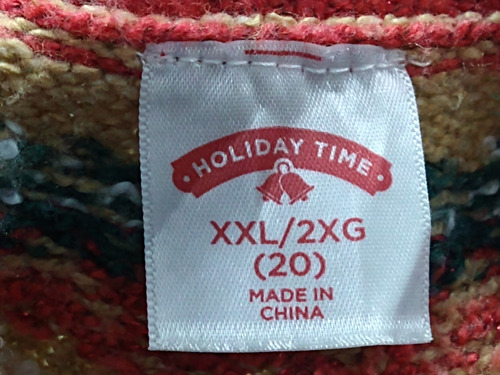 · HOLIDAY TIME ·
XXL/2XG
(20)
MADE IN
CHINA